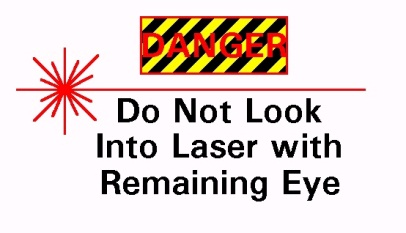 DANGER
Do Not Look
Into Laser with
Remaining Eye